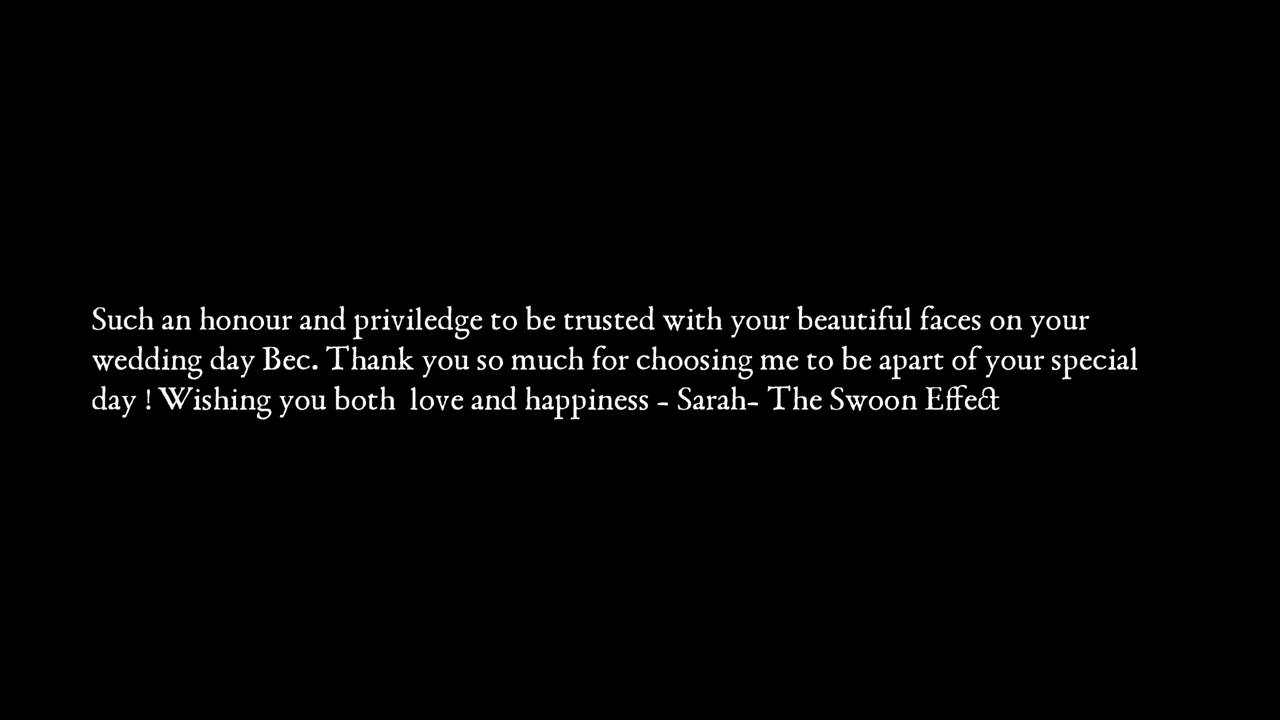 Such an honour and priviledge to be trusted with your beautiful faces on your
wedding day Bec. Thank you so much for choosing me to be apart of your special
day ! Wishing you both  love and happiness - Sarah- The Swoon Effect